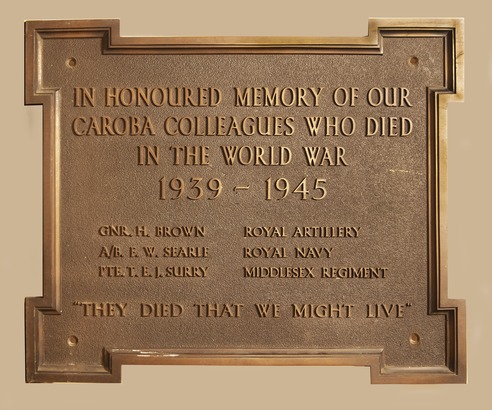 IN HONOURED MEMORY OF OUR
CAROBA COLLEAGUES WHO DIED
IN THE WORLD WAR
1939 – 1945
GNR. H. BROWN ROYAL ARTILLERY
A/B. E. W. SEARLE ROYAL NAVY
PTE. T. E. J. SURRY MIDDLESEX REGIMENT
"THEY DIED THAT WE MIGHT LIVE"